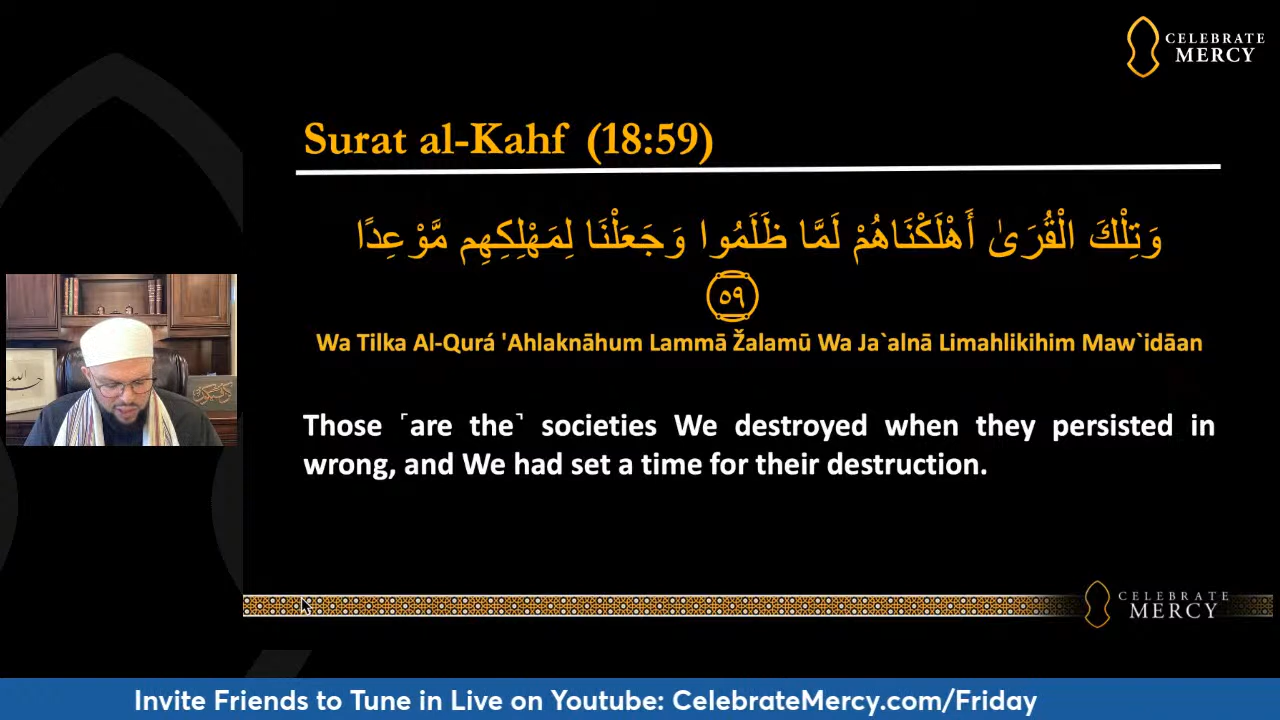 CELEBRATE
MERCY
Surat al-Kahf (18:59)
وَتِلْكَ الْقُرَىٰ أَهْلَكْنَاهُمْ لَمَّا ظَلَمُوا وَجَعَلْنَا لِمَهْلِكِهِم مَّوْعِدًا
٥٩
Wa Tilka Al-Qurá 'Ahlaknāhum Lammā Žalamū Wa Ja`alnā Limahlikihim Maw`idāan
Those ˹are the˺ societies We destroyed when they persisted in
wrong, and We had set a time for their destruction.
CELEBRATE
MERCY
Invite Friends to Tune in Live on Youtube: CelebrateMercy.com/Friday